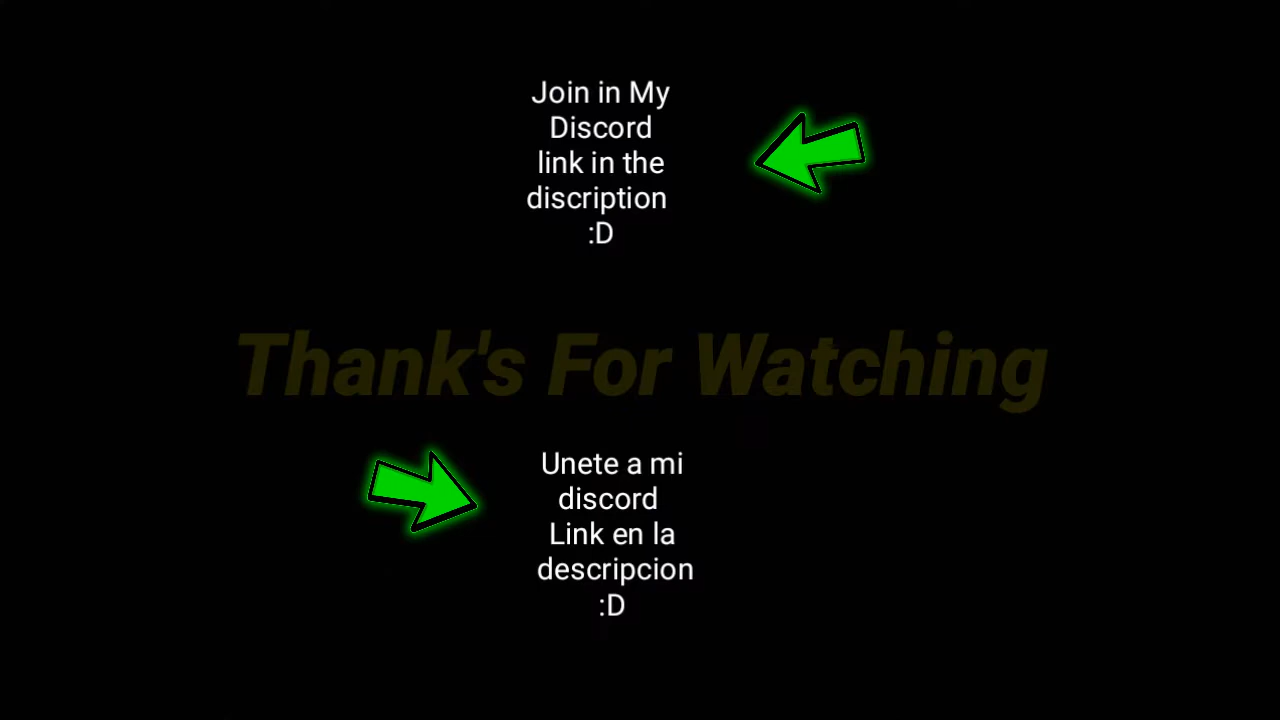 Join in My
Discord
link in the
discription
:D
Thank's For Watching
Unete a mi
discord
Link en la
descripcion
:D